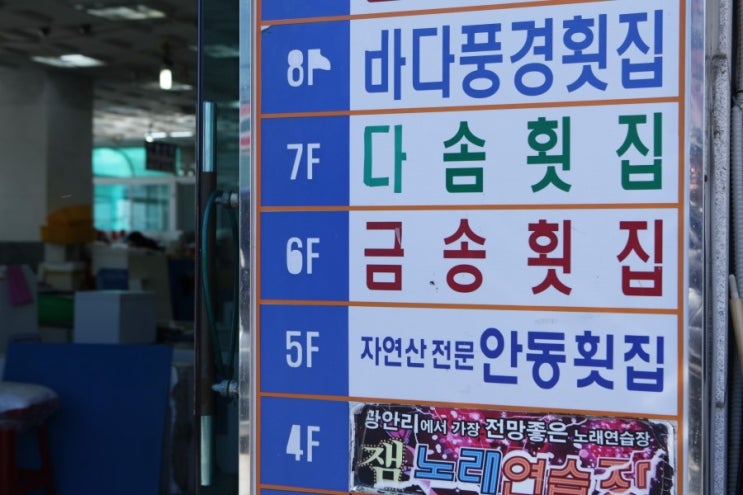 8F 바다풍경횟집
7F 다솜횟집
6F 금송횟집
5F 자연산 전문 안동횟집
4F 광안리에서 가장 전망좋은 노래연습장
잼 노래연습장